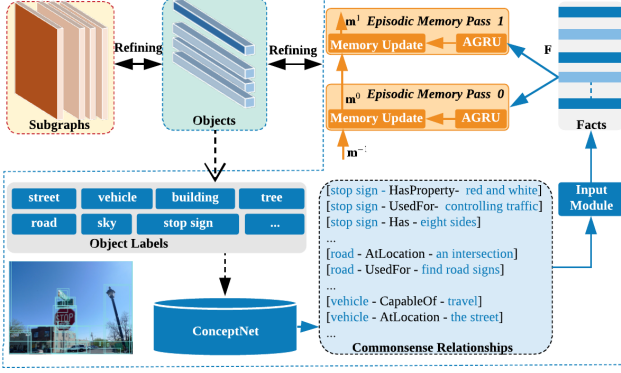 Refining
Refining
Subgraphs
Objects
m¹ Episodic Memory Pass 1
Memory Update
AGRU
m⁰ Episodic Memory Pass 0
Memory Update
AGRU
F
Facts
street
vehicle
building
tree
road
sky
stop sign
...
Object Labels
STOP
ConceptNet
[stop sign - HasProperty- red and white]
[stop sign - UsedFor- controlling traffic]
[stop sign - Has - eight sides]
...
[road - AtLocation - an intersection]
[road - UsedFor - find road signs]
...
[vehicle - CapableOf - travel]
[vehicle - AtLocation - the street]
...
Commonsense Relationships
Input
Module